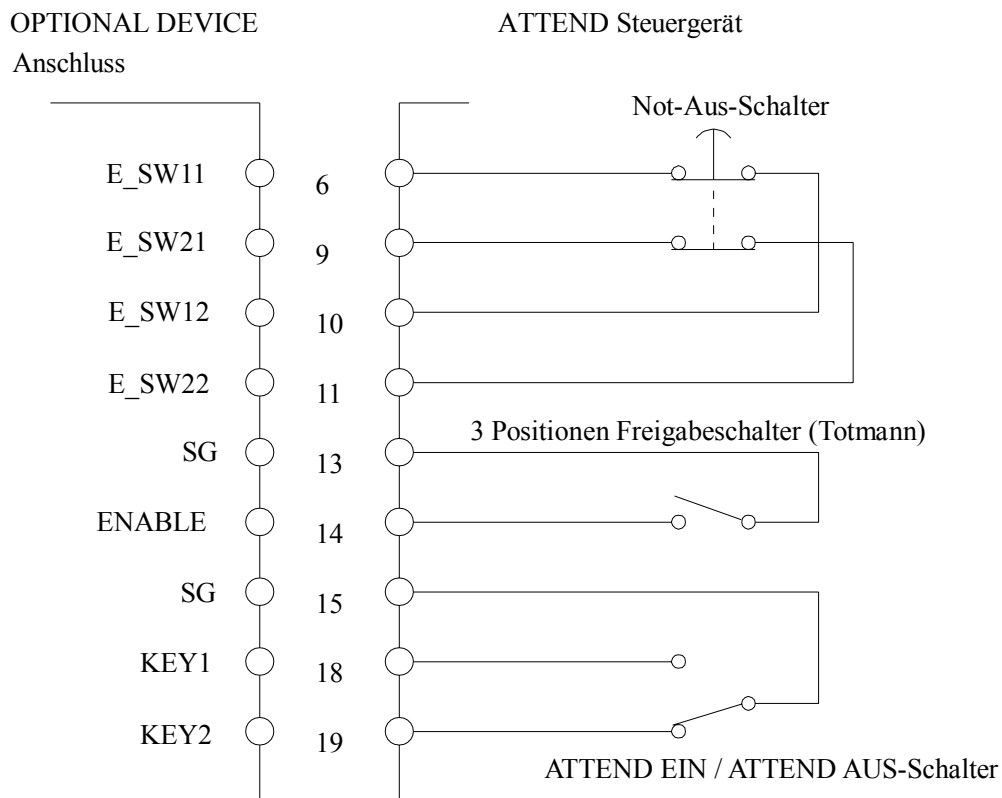 OPTIONAL DEVICE ATTEND Steuergerät
Anschluss
Not-Aus-Schalter
E_SW11 6
E_SW21 9
E_SW12 10
E_SW22 11
3 Positionen Freigabeschalter (Totmann)
SG 13
ENABLE 14
SG 15
KEY1 18
KEY2 19
ATTEND EIN / ATTEND AUS-Schalter